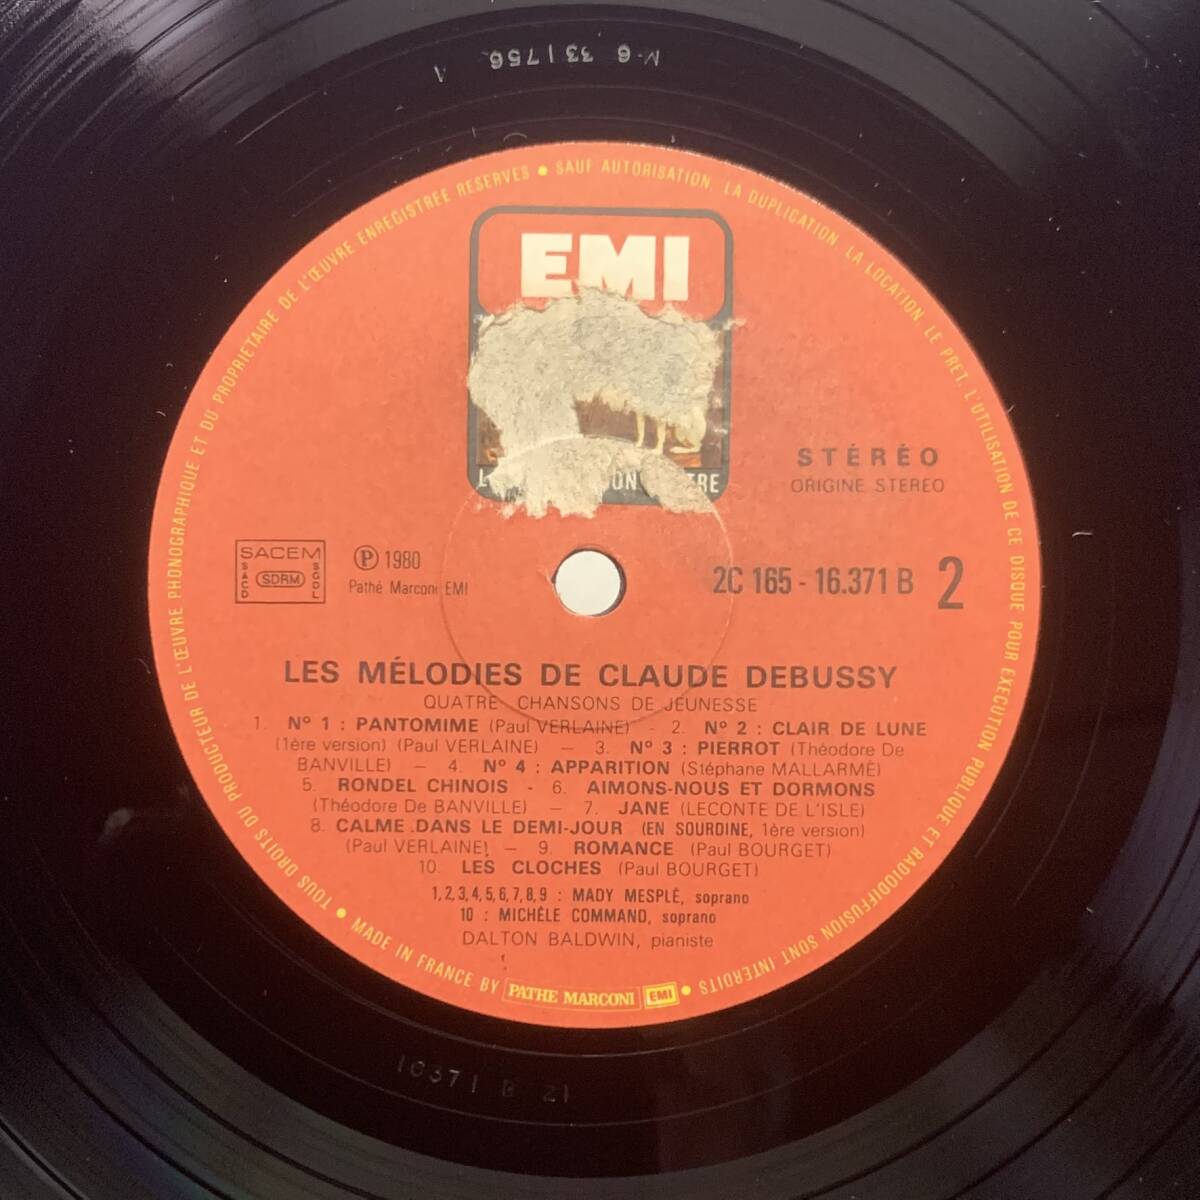 M-6 331756 1
TOUS DROITS DU PRODUCTEUR DE L'ŒUVRE PHONOGRAPHIQUE ET DU PROPRIETAIRE DE L'ŒUVRE ENREGISTREE RESERVES • SAUF AUTORISATION, LA DUPLICATION, LA LOCATION, LE PRET, L'UTILISATION DE CE DISQUE POUR EXECUTION PUBLIQUE ET RADIODIFFUSION SONT INTERDITS •
EMI
STÉRÉO
ORIGINE STEREO
SACEM
SACD
SDRM
SGDL
Ⓟ 1980
Pathé Marconi EMI
2C 165 - 16.371 B 2
LES MÉLODIES DE CLAUDE DEBUSSY
QUATRE CHANSONS DE JEUNESSE
1. Nº 1 : PANTOMIME (Paul VERLAINE) - 2. Nº 2 : CLAIR DE LUNE
(1ère version) (Paul VERLAINE) – 3. Nº 3 : PIERROT (Théodore De
BANVILLE) - 4. Nº 4 : APPARITION (Stéphane MALLARMÉ)
5. RONDEL CHINOIS - 6. AIMONS-NOUS ET DORMONS
(Théodore De BANVILLE) – 7. JANE (LECONTE DE L'ISLE)
8. CALME DANS LE DEMI-JOUR (EN SOURDINE, 1ère version)
(Paul VERLAINE) – 9. ROMANCE (Paul BOURGET)
10. LES CLOCHES (Paul BOURGET)
1,2,3,4,5,6,7,8,9 : MADY MESPLÉ, soprano
10 : MICHÈLE COMMAND, soprano
DALTON BALDWIN, pianiste
• MADE IN FRANCE BY PATHE MARCONI EMI
16371 B 21